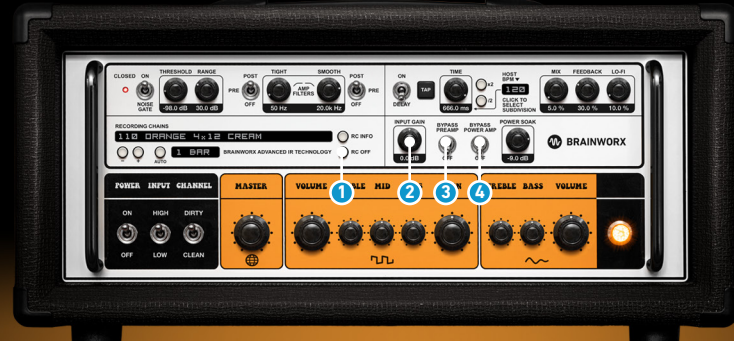 CLOSED ON
NOISE GATE
THRESHOLD RANGE
-98.0 dB 30.0 dB
POST
PRE
OFF
TIGHT
50 Hz
AMP FILTERS
SMOOTH
20.0k Hz
POST
PRE
OFF
ON
DELAY
TAP
TIME
666.0 ms
x2
/2
HOST BPM ▼
120
CLICK TO SELECT SUBDIVISION
MIX FEEDBACK LO-FI
5.0 % 30.0 % 10.0 %
RECORDING CHAINS
110 ORANGE 4x12 CREAM
RC INFO
AUTO
1 BAR
BRAINWORX ADVANCED IR TECHNOLOGY
RC OFF
INPUT GAIN
0.0 dB
BYPASS PREAMP
OFF
BYPASS POWER AMP
OFF
POWER SOAK
-9.0 dB
BRAINWORX
1 2 3 4
POWER INPUT CHANNEL
ON HIGH DIRTY
OFF LOW CLEAN
MASTER
VOLUME MID
TREBLE BASS VOLUME